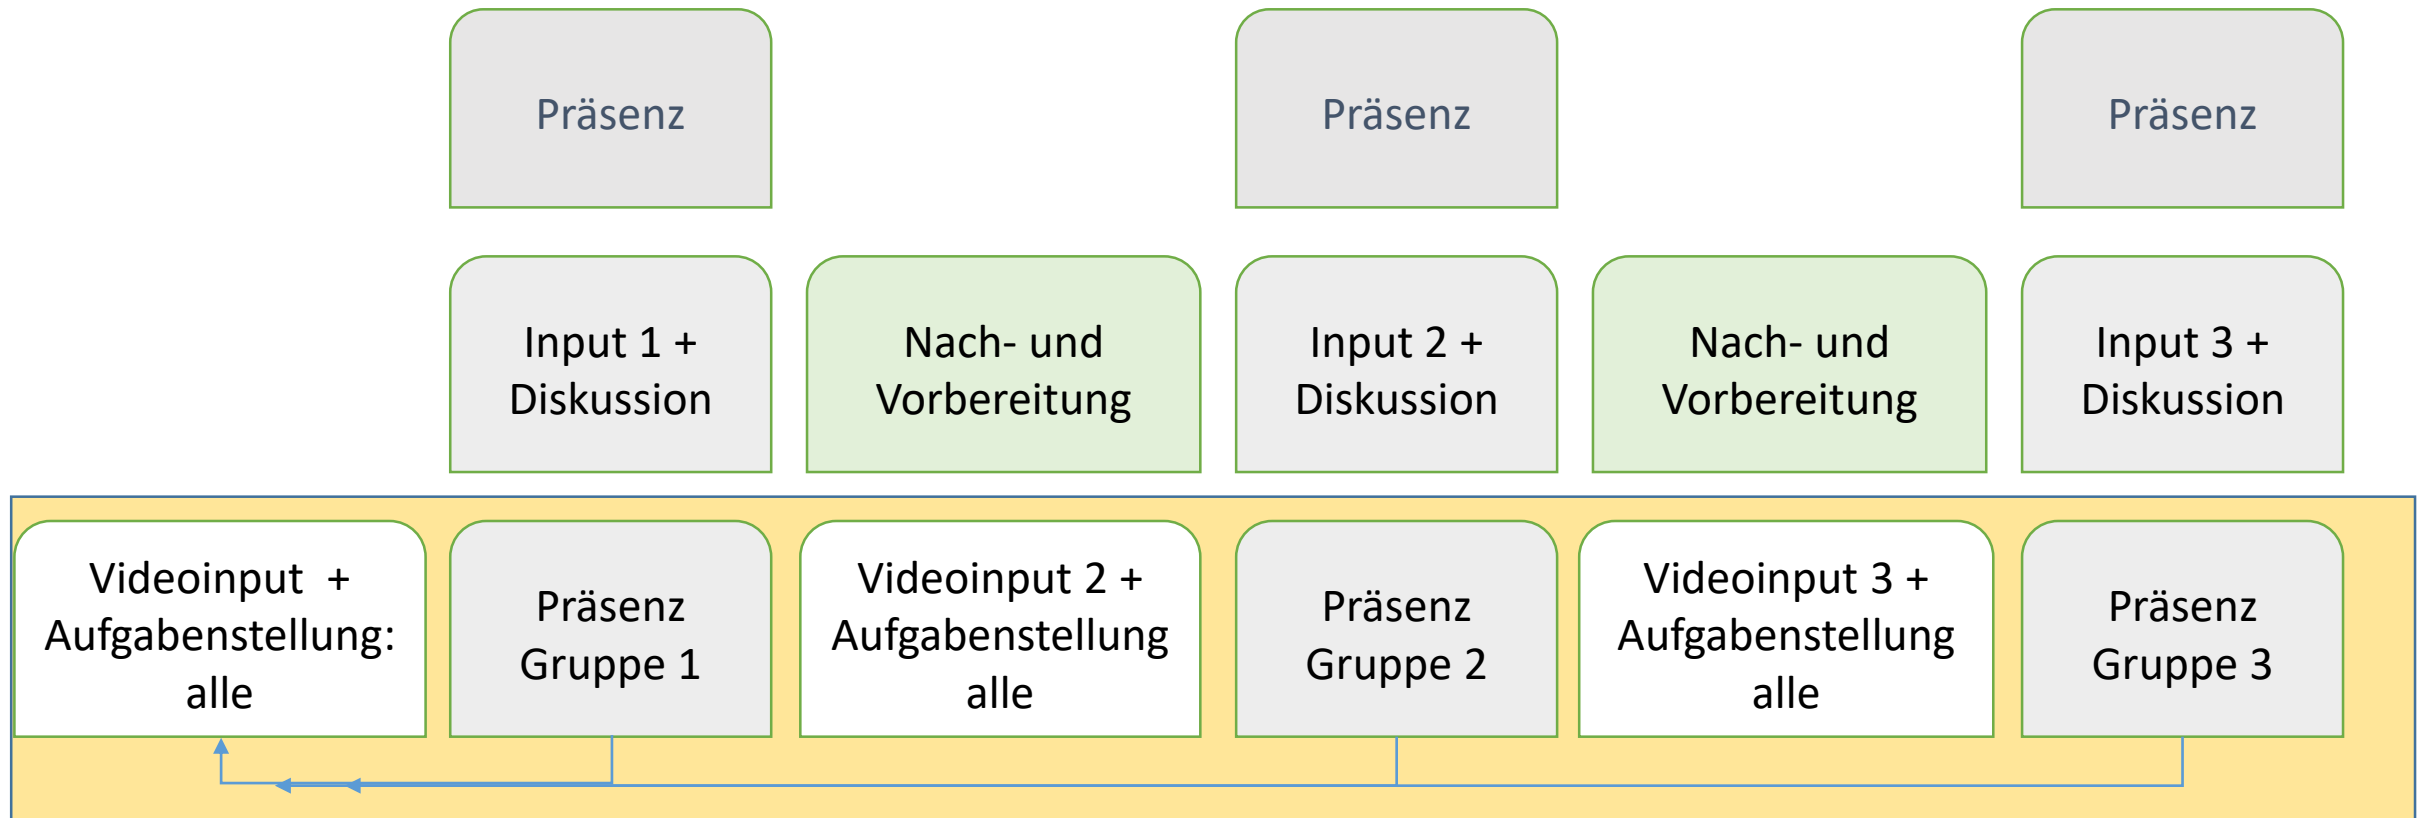 Präsenz
Präsenz
Präsenz
Input 1 +
Diskussion
Nach- und
Vorbereitung
Input 2 +
Diskussion
Nach- und
Vorbereitung
Input 3 +
Diskussion
Videoinput  +
Aufgabenstellung:
alle
Präsenz
Gruppe 1
Videoinput 2 +
Aufgabenstellung
alle
Präsenz
Gruppe 2
Videoinput 3 +
Aufgabenstellung
alle
Präsenz
Gruppe 3